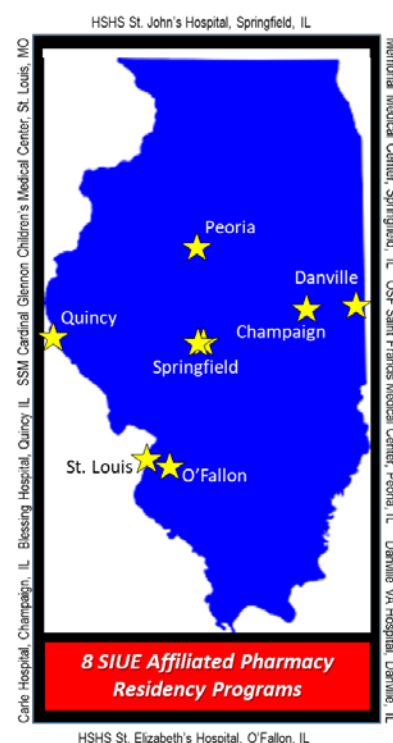 HSHS St. John's Hospital, Springfield, IL
Carle Hospital, Champaign, IL Blessing Hospital, Quincy IL SSM Cardinal Glennon Children's Medical Center, St. Louis, MO
Memorial Medical Center, Springfield, IL OSF Saint Francis Medical Center, Peoria, IL Danville VA Hospital, Danville, IL
Peoria
Danville
Quincy
Champaign
Springfield
St. Louis
O'Fallon
8 SIUE Affiliated Pharmacy
Residency Programs
HSHS St. Elizabeth's Hospital, O'Fallon, IL